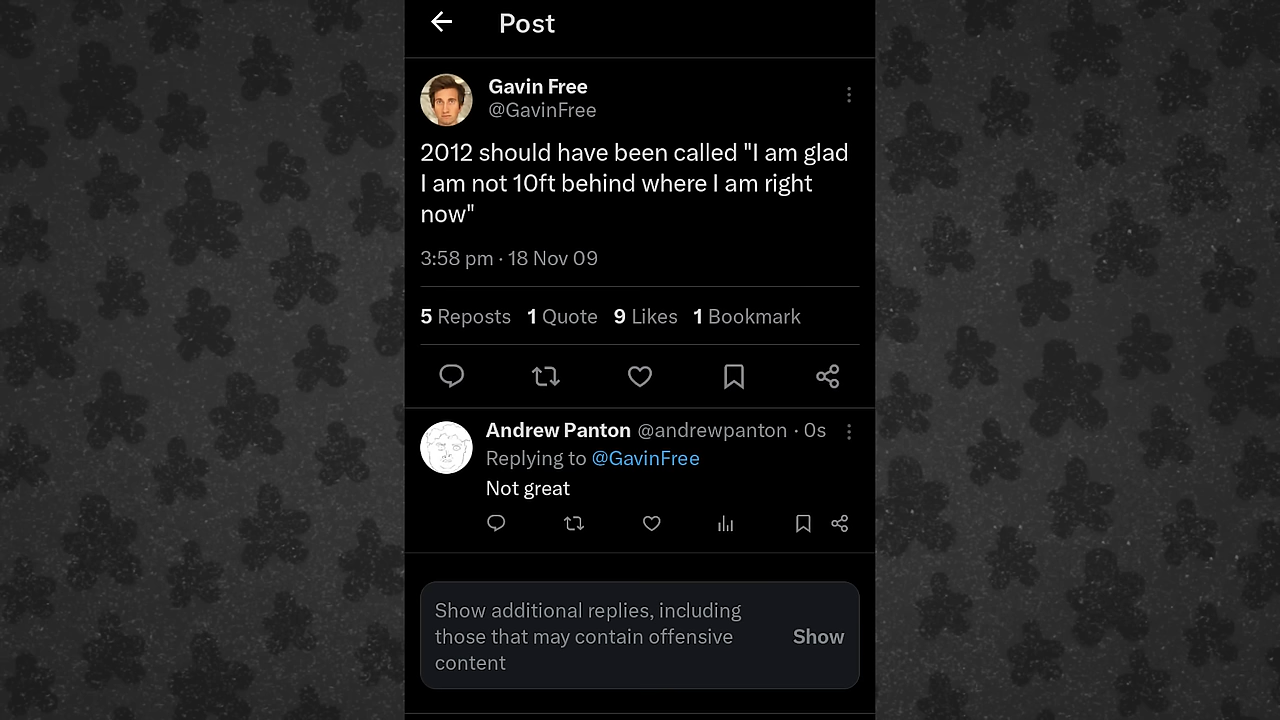 Post
Gavin Free
@GavinFree
2012 should have been called "I am glad
I am not 10ft behind where I am right
now"
3:58 pm · 18 Nov 09
5 Reposts 1 Quote 9 Likes 1 Bookmark
Andrew Panton @andrewpanton · 0s
Replying to @GavinFree
Not great
Show additional replies, including
those that may contain offensive
content
Show